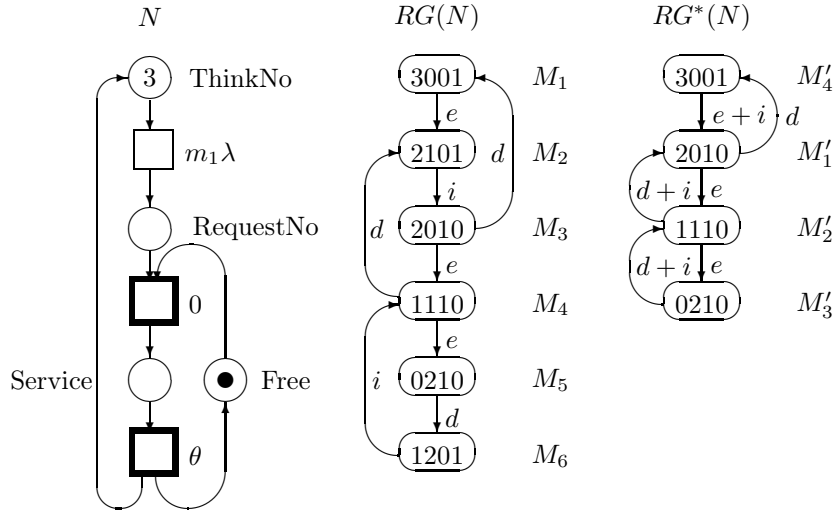 N
3
ThinkNo
m₁λ
RequestNo
0
Service
Free
θ
RG(N)
3001
M₁
e
2101
M₂
d
i
2010
M₃
d
e
1110
M₄
e
i
0210
M₅
d
1201
M₆
RG*(N)
3001
M′₄
e + i
d
2010
M′₁
d + i
e
1110
M′₂
d + i
e
0210
M′₃